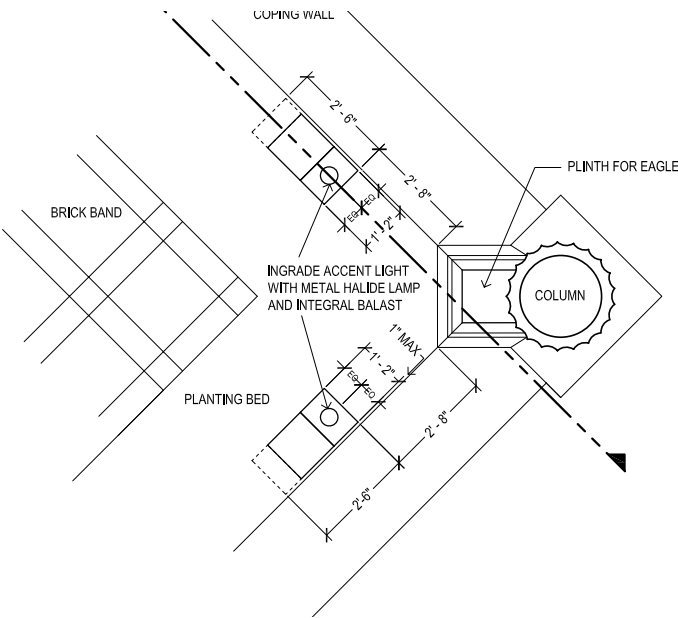 COPING WALL
2' - 6"
2' - 8"
PLINTH FOR EAGLE
EQ
EQ
1' - 2"
BRICK BAND
INGRADE ACCENT LIGHT
WITH METAL HALIDE LAMP
AND INTEGRAL BALAST
COLUMN
1" MAX
1' - 2"
EQ
EQ
PLANTING BED
2' - 8"
2'-6"